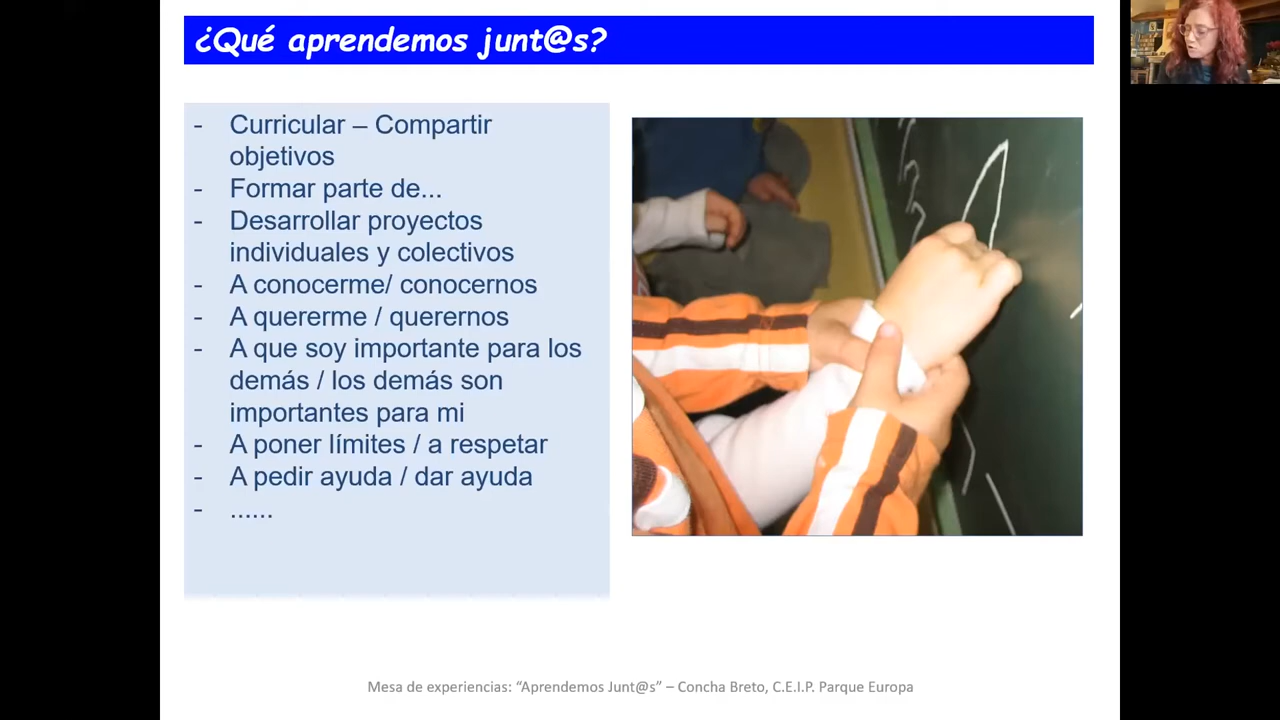 ¿Qué aprendemos junt@s?
- Curricular – Compartir
objetivos
- Formar parte de...
- Desarrollar proyectos
individuales y colectivos
- A conocerme/ conocernos
- A quererme / querernos
- A que soy importante para los
demás / los demás son
importantes para mi
- A poner límites / a respetar
- A pedir ayuda / dar ayuda
- ......
Mesa de experiencias: “Aprendemos Junt@s” – Concha Breto, C.E.I.P. Parque Europa